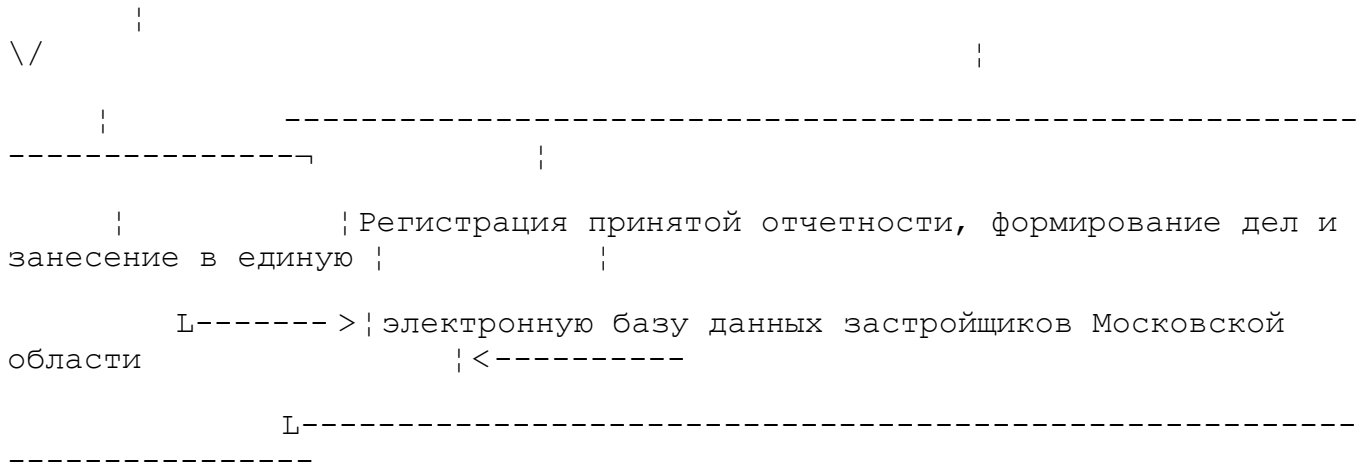 ¦
\/ ¦
¦ --------------------------------------------------------
---------------¬ ¦
¦ ¦Регистрация принятой отчетности, формирование дел и
занесение в единую ¦ ¦
L------- >¦электронную базу данных застройщиков Московской
области ¦<----------
L-------------------------------------------------------
----------------